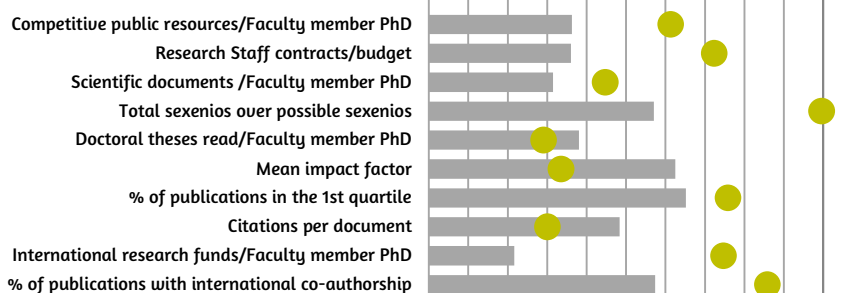 Competitive public resources/Faculty member PhD
Research Staff contracts/budget
Scientific documents /Faculty member PhD
Total sexenios over possible sexenios
Doctoral theses read/Faculty member PhD
Mean impact factor
% of publications in the 1st quartile
Citations per document
International research funds/Faculty member PhD
% of publications with international co-authorship